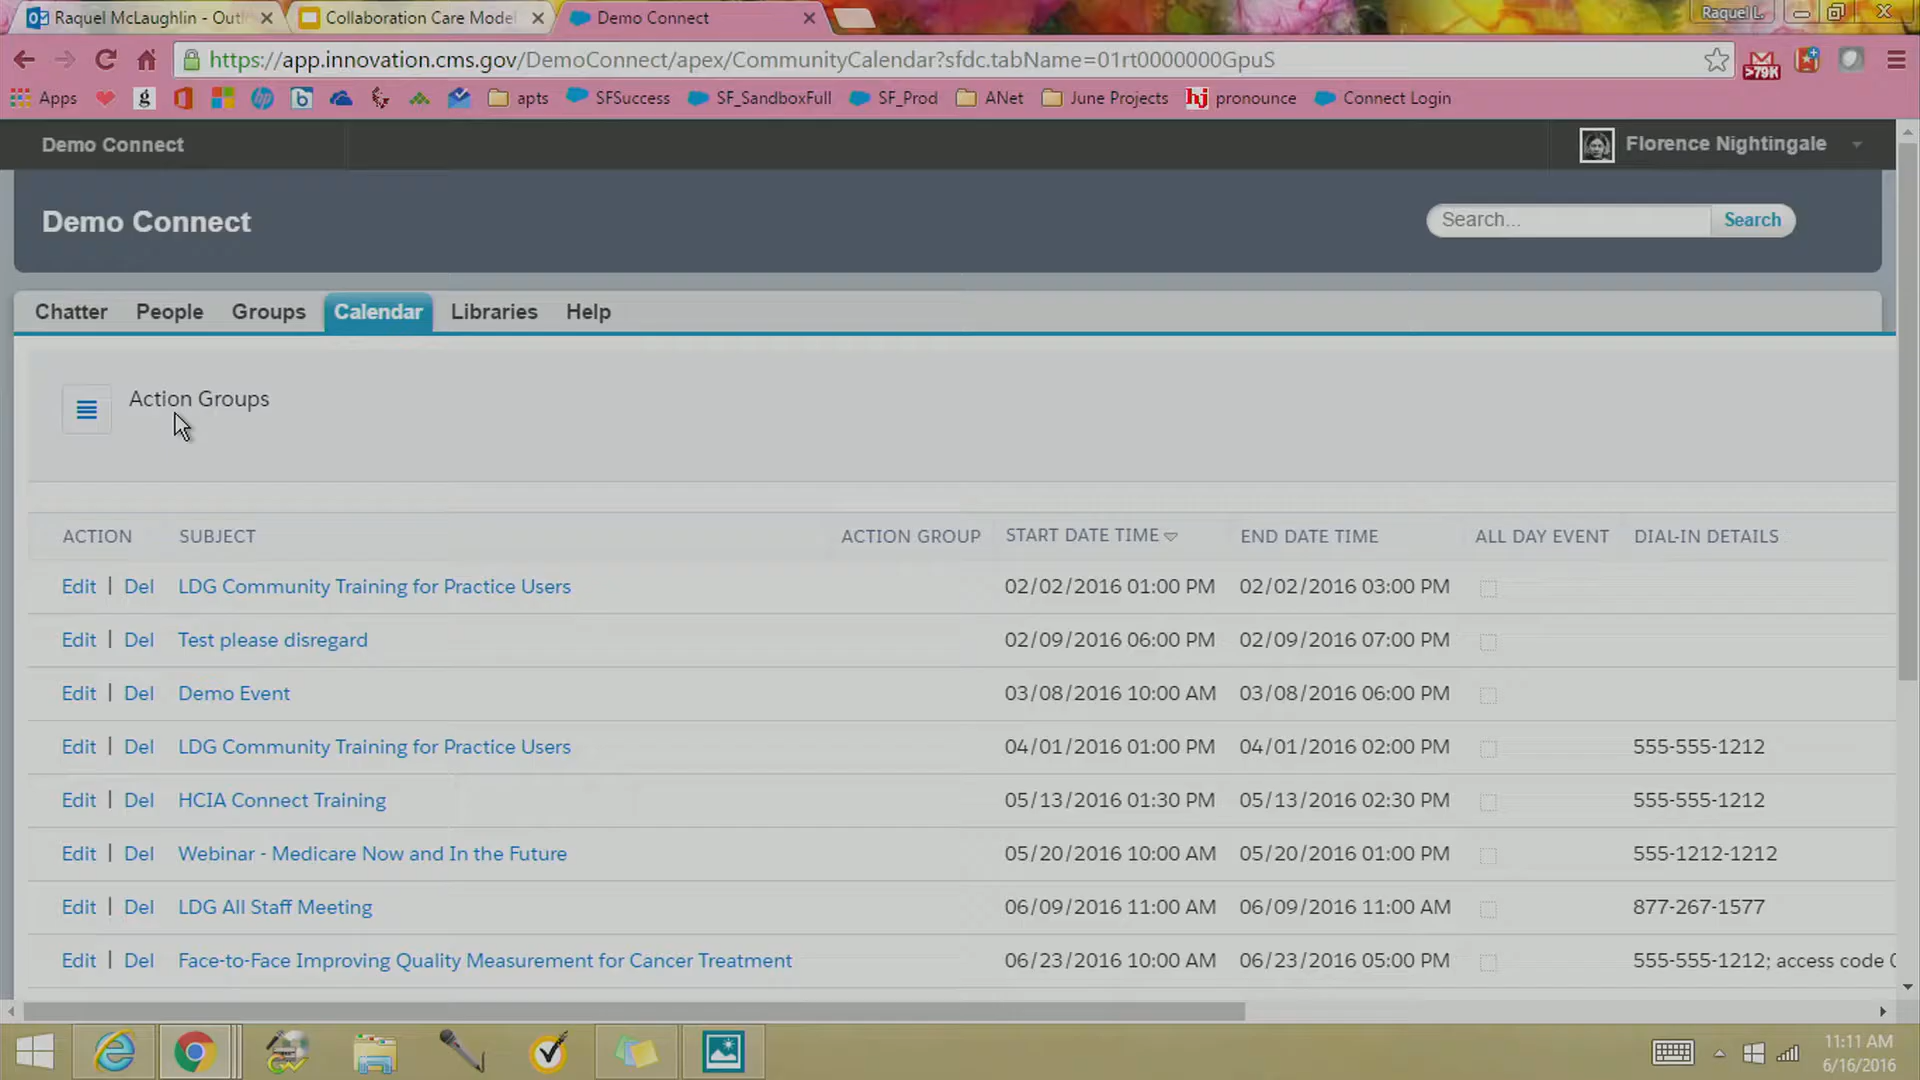 Raquel McLaughlin - Outl
Collaboration Care Model
Demo Connect
Raquel L.
https://app.innovation.cms.gov/DemoConnect/apex/CommunityCalendar?sfdc.tabName=01rt0000000GpuS
>79K
Apps
g
hp
b
apts
SFSuccess
SF_SandboxFull
SF_Prod
ANet
June Projects
hj pronounce
Connect Login
Demo Connect
Florence Nightingale
Demo Connect
Search...
Search
Chatter People Groups Calendar Libraries Help
Action Groups
ACTION SUBJECT ACTION GROUP START DATE TIME END DATE TIME ALL DAY EVENT DIAL-IN DETAILS
Edit | Del LDG Community Training for Practice Users 02/02/2016 01:00 PM 02/02/2016 03:00 PM
Edit | Del Test please disregard 02/09/2016 06:00 PM 02/09/2016 07:00 PM
Edit | Del Demo Event 03/08/2016 10:00 AM 03/08/2016 06:00 PM
Edit | Del LDG Community Training for Practice Users 04/01/2016 01:00 PM 04/01/2016 02:00 PM 555-555-1212
Edit | Del HCIA Connect Training 05/13/2016 01:30 PM 05/13/2016 02:30 PM 555-555-1212
Edit | Del Webinar - Medicare Now and In the Future 05/20/2016 10:00 AM 05/20/2016 01:00 PM 555-1212-1212
Edit | Del LDG All Staff Meeting 06/09/2016 11:00 AM 06/09/2016 11:00 AM 877-267-1577
Edit | Del Face-to-Face Improving Quality Measurement for Cancer Treatment 06/23/2016 10:00 AM 06/23/2016 05:00 PM 555-555-1212; access code 0
11:11 AM
6/16/2016